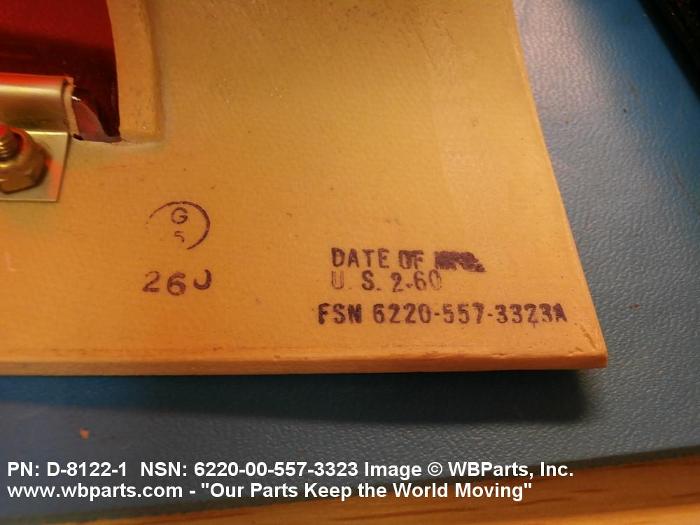 G
5
26J
DATE OF
U. S. 2-60
FSN 6220-557-3323A
PN: D-8122-1 NSN: 6220-00-557-3323 Image © WBParts, Inc.
www.wbparts.com - "Our Parts Keep the World Moving"